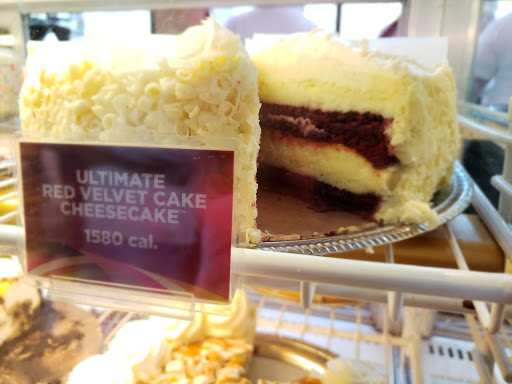 ULTIMATE
RED VELVET CAKE
CHEESECAKE™
1580 cal.